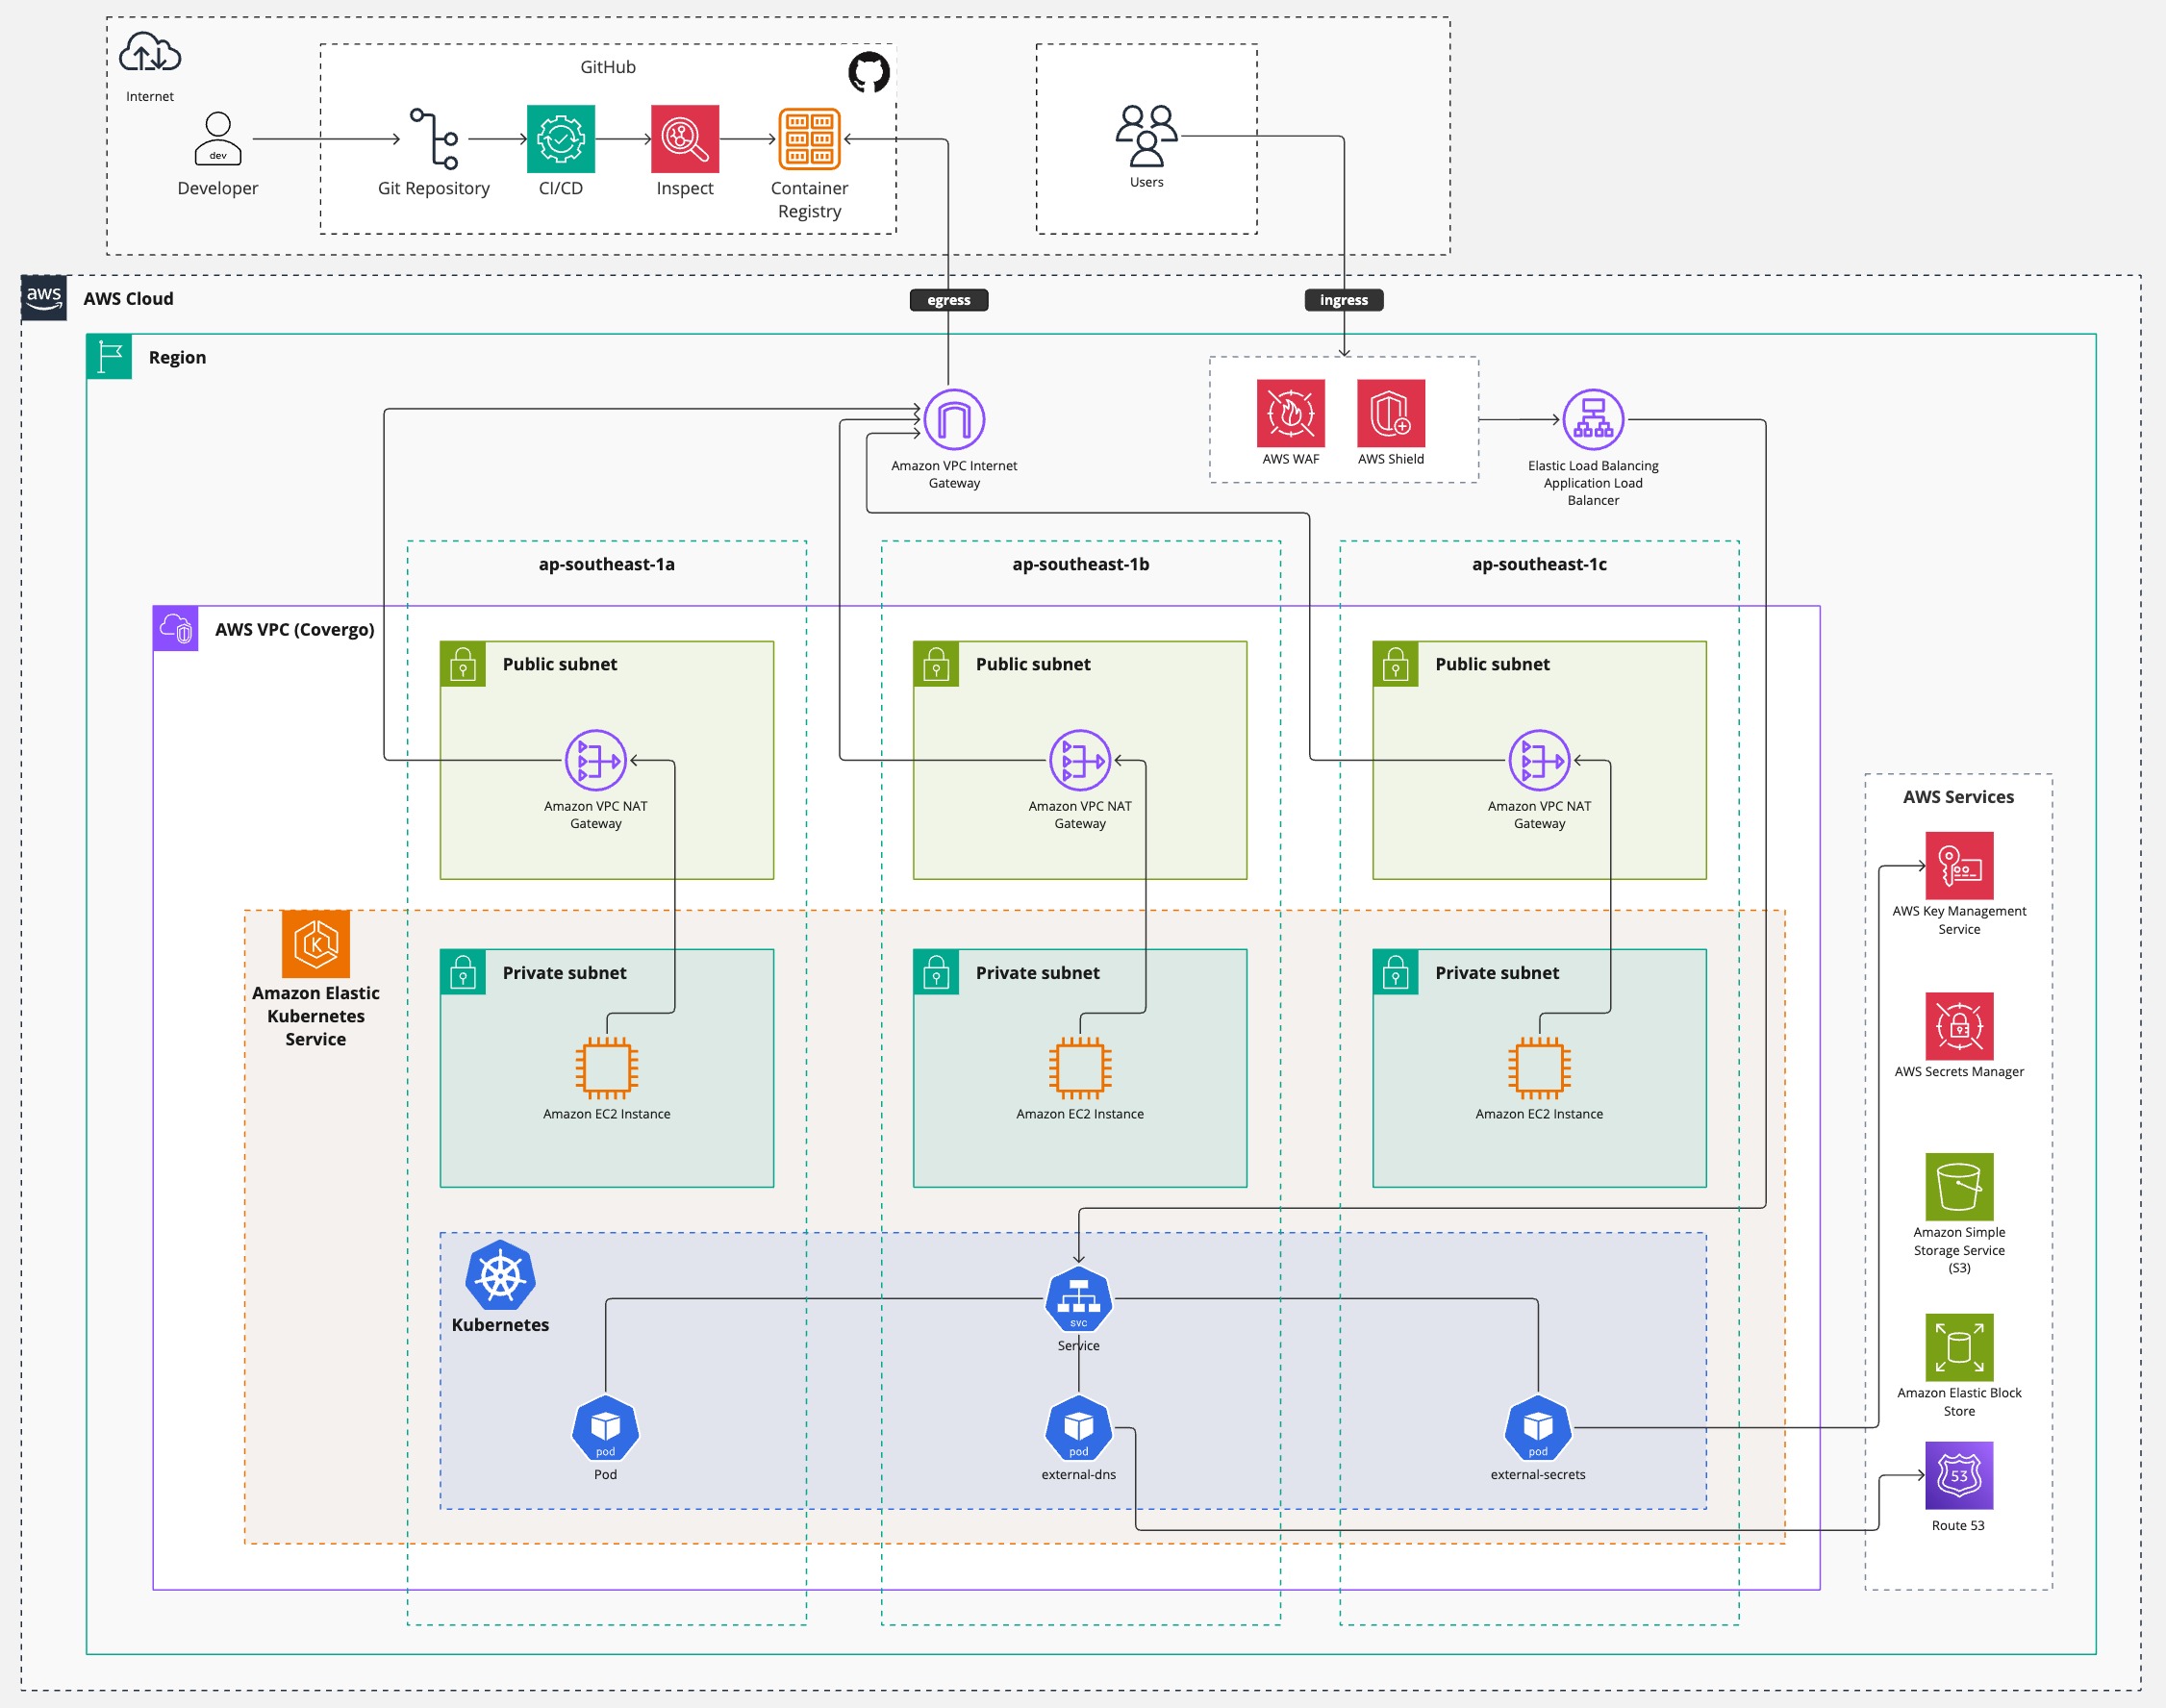 Internet
dev
Developer
GitHub
Git Repository
CI/CD
Inspect
Container
Registry
Users
aws
AWS Cloud
egress
ingress
Region
Amazon VPC Internet
Gateway
AWS WAF
AWS Shield
Elastic Load Balancing
Application Load
Balancer
ap-southeast-1a
ap-southeast-1b
ap-southeast-1c
AWS VPC (Covergo)
Public subnet
Public subnet
Public subnet
Amazon VPC NAT
Gateway
Amazon VPC NAT
Gateway
Amazon VPC NAT
Gateway
AWS Services
AWS Key Management
Service
K
Amazon Elastic
Kubernetes
Service
Private subnet
Private subnet
Private subnet
Amazon EC2 Instance
Amazon EC2 Instance
Amazon EC2 Instance
AWS Secrets Manager
Amazon Simple
Storage Service
(S3)
Kubernetes
svc
Service
Amazon Elastic Block
Store
pod
Pod
pod
external-dns
pod
external-secrets
53
Route 53